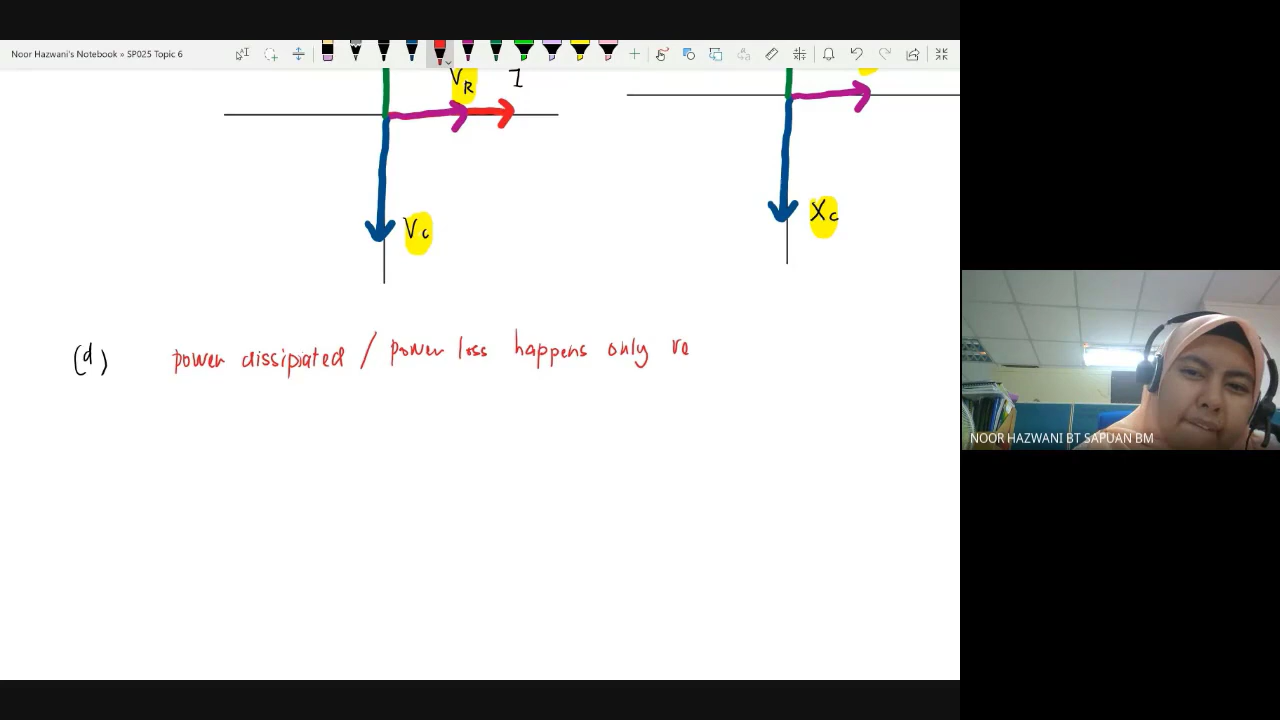 Noor Hazwani's Notebook » SP025 Topic 6
VR I
VC
XC
(d) power dissipated / power loss happens only re
NOOR HAZWANI BT SAPUAN BM